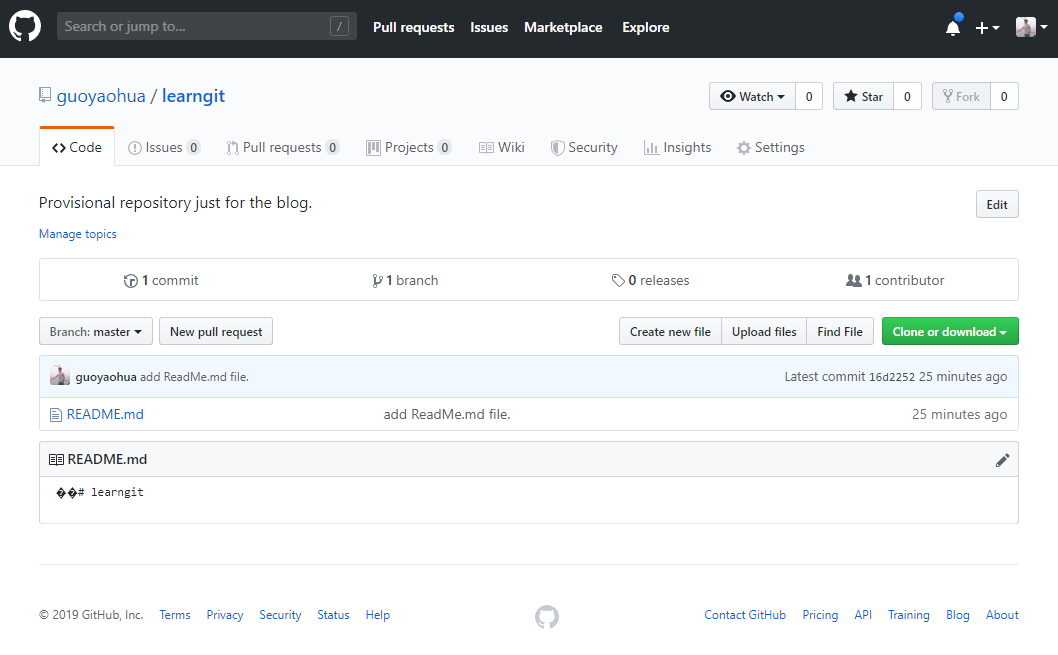 Search or jump to... / Pull requests Issues Marketplace Explore
guoyaohua / learngit Watch 0 Star 0 Fork 0
Code Issues 0 Pull requests 0 Projects 0 Wiki Security Insights Settings
Provisional repository just for the blog. Edit
Manage topics
1 commit 1 branch 0 releases 1 contributor
Branch: master New pull request Create new file Upload files Find File Clone or download
guoyaohua add ReadMe.md file. Latest commit 16d2252 25 minutes ago
README.md add ReadMe.md file. 25 minutes ago
README.md
��# learngit
© 2019 GitHub, Inc. Terms Privacy Security Status Help Contact GitHub Pricing API Training Blog About